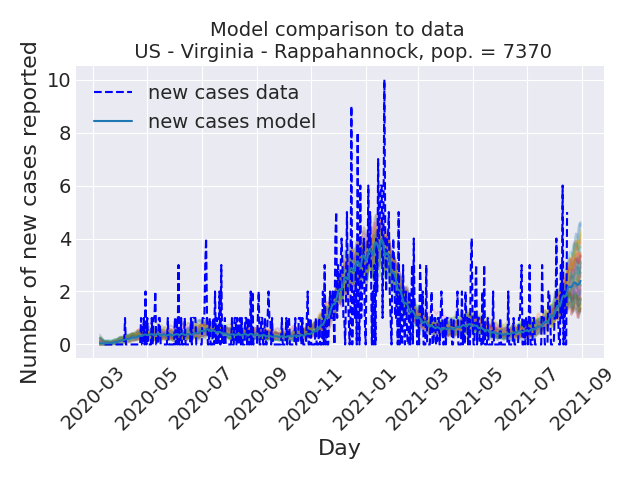 Model comparison to data
US - Virginia - Rappahannock, pop. = 7370
Number of new cases reported
10
8
6
4
2
0
new cases data
new cases model
2020-03
2020-05
2020-07
2020-09
2020-11
2021-01
2021-03
2021-05
2021-07
2021-09
Day